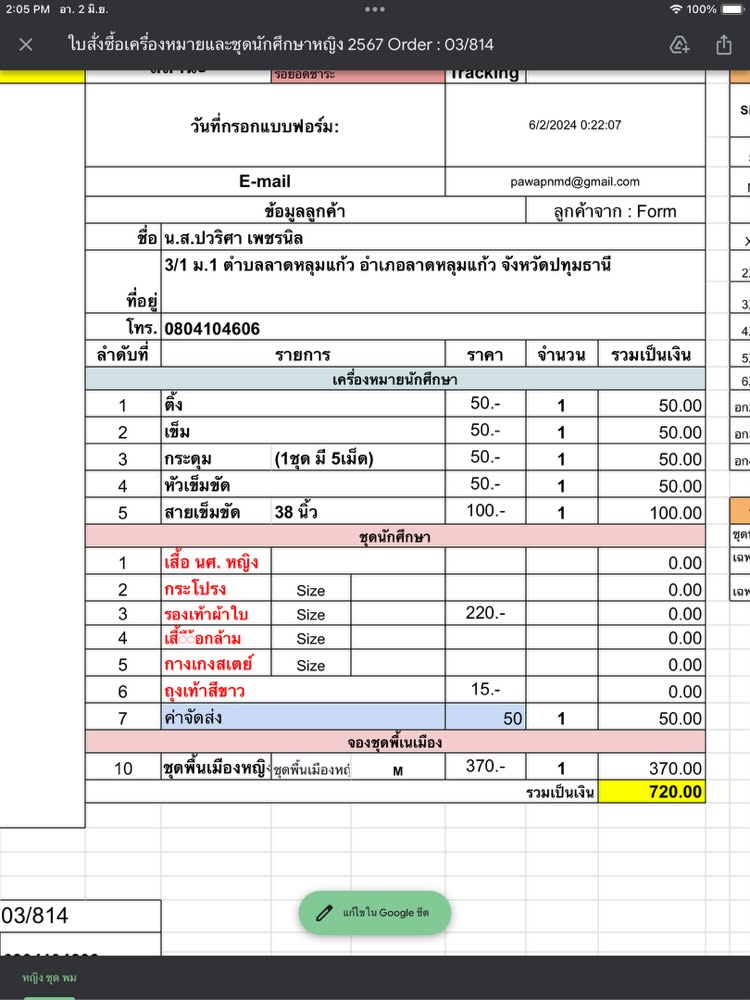 2:05 PM อา. 2 มิ.ย. 100%
ใบสั่งซื้อเครื่องหมายและชุดนักศึกษาหญิง 2567 Order : 03/814
Tracking
วันที่กรอกแบบฟอร์ม: 6/2/2024 0:22:07
E-mail pawapnmd@gmail.com
ข้อมูลลูกค้า ลูกค้าจาก : Form
ชื่อ น.ส.ปวริศา เพชรนิล
3/1 ม.1 ตำบลลาดหลุมแก้ว อำเภอลาดหลุมแก้ว จังหวัดปทุมธานี
ที่อยู่
โทร. 0804104606
ลำดับที่ รายการ ราคา จำนวน รวมเป็นเงิน
เครื่องหมายนักศึกษา
1 ติ้ง 50.- 1 50.00
2 เข็ม 50.- 1 50.00
3 กระดุม (1ชุด มี 5เม็ด) 50.- 1 50.00
4 หัวเข็มขัด 50.- 1 50.00
5 สายเข็มขัด 38 นิ้ว 100.- 1 100.00
ชุดนักศึกษา
1 เสื้อ นศ. หญิง 0.00
2 กระโปรง Size 0.00
3 รองเท้าผ้าใบ 220.- 0.00
4 เสื้ ื้อกล้าม Size 0.00
5 กางเกงสเตย์ Size 0.00
6 ถุงเท้าสีขาว 15.- 0.00
7 ค่าจัดส่ง 50 1 50.00
จองชุดพื้นเมือง
10 ชุดพื้นเมืองหญิง ชุดพื้นเมืองหญิ M 370.- 1 370.00
รวมเป็นเงิน 720.00
03/814
แก้ไขใน Google ชีต
หญิง ชุด พม